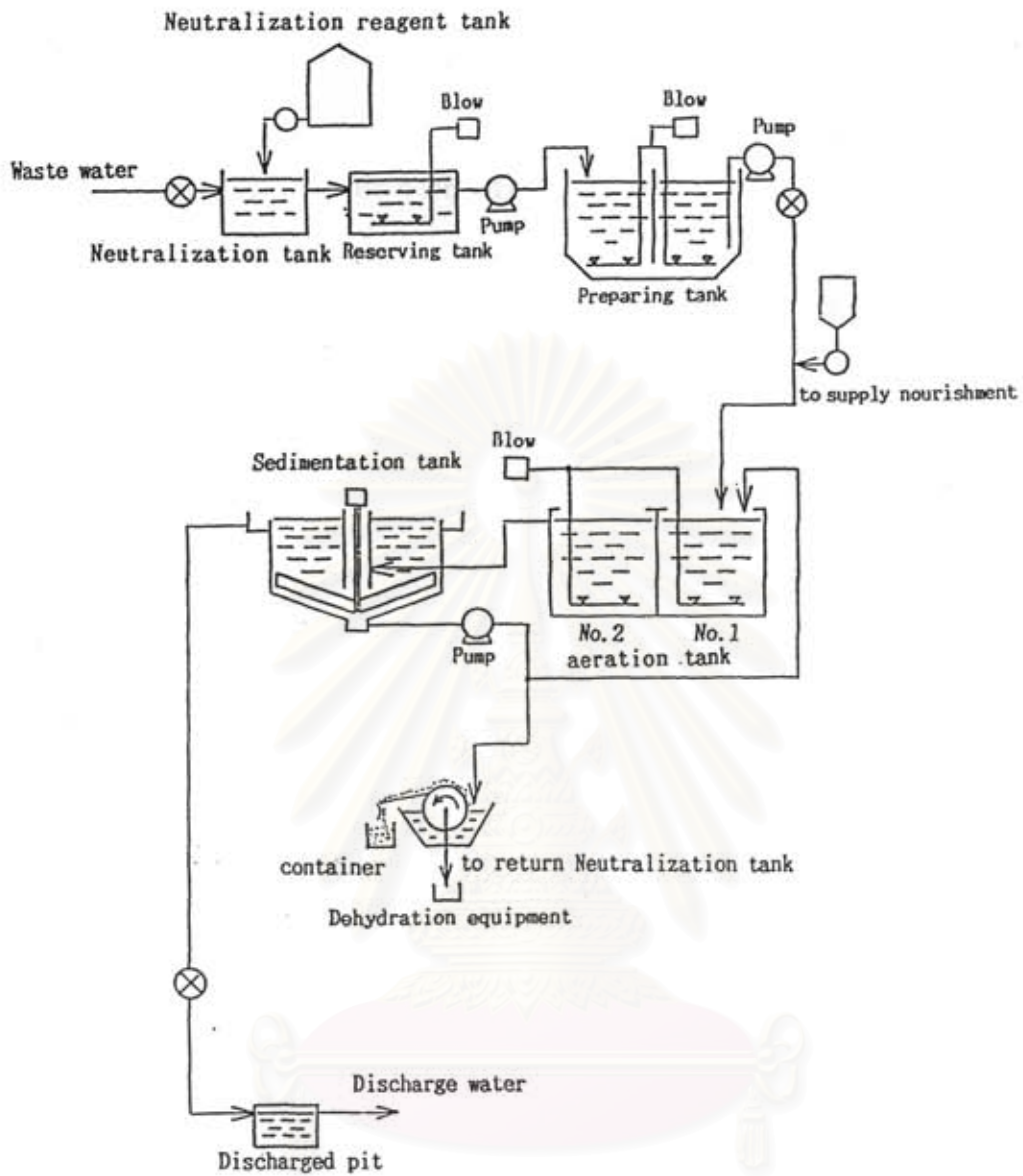 Neutralization reagent tank
Blow
Blow
Pump
Waste water
Pump
Neutralization tank
Reserving tank
Preparing tank
to supply nourishment
Blow
Sedimentation tank
No.2
No.1
Pump
aeration tank
container
to return Neutralization tank
Dehydration equipment
Discharge water
Discharged pit